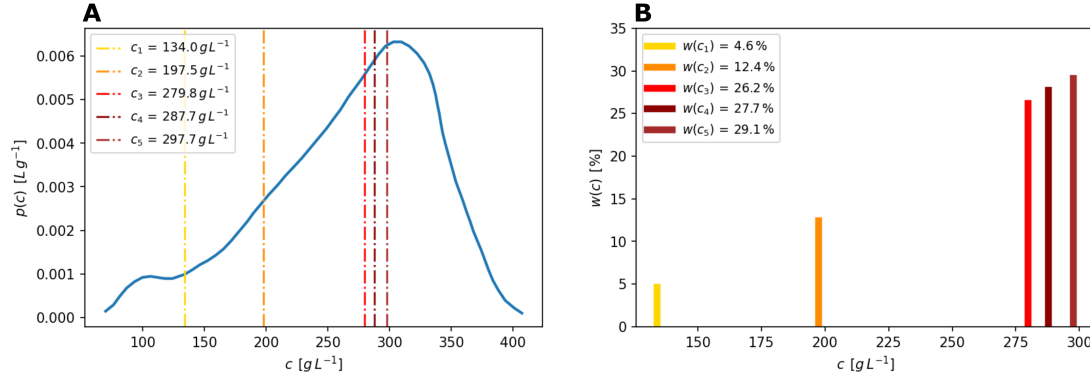 A
c₁ = 134.0 g L⁻¹
c₂ = 197.5 g L⁻¹
c₃ = 279.8 g L⁻¹
c₄ = 287.7 g L⁻¹
c₅ = 297.7 g L⁻¹
0.006
0.005
0.004
0.003
0.002
0.001
0.000
p(c) [L g⁻¹]
100 150 200 250 300 350 400
c [g L⁻¹]
B
w(c₁) = 4.6 %
w(c₂) = 12.4 %
w(c₃) = 26.2 %
w(c₄) = 27.7 %
w(c₅) = 29.1 %
35
30
25
20
15
10
5
0
w(c) [%]
150 175 200 225 250 275 300
c [g L⁻¹]